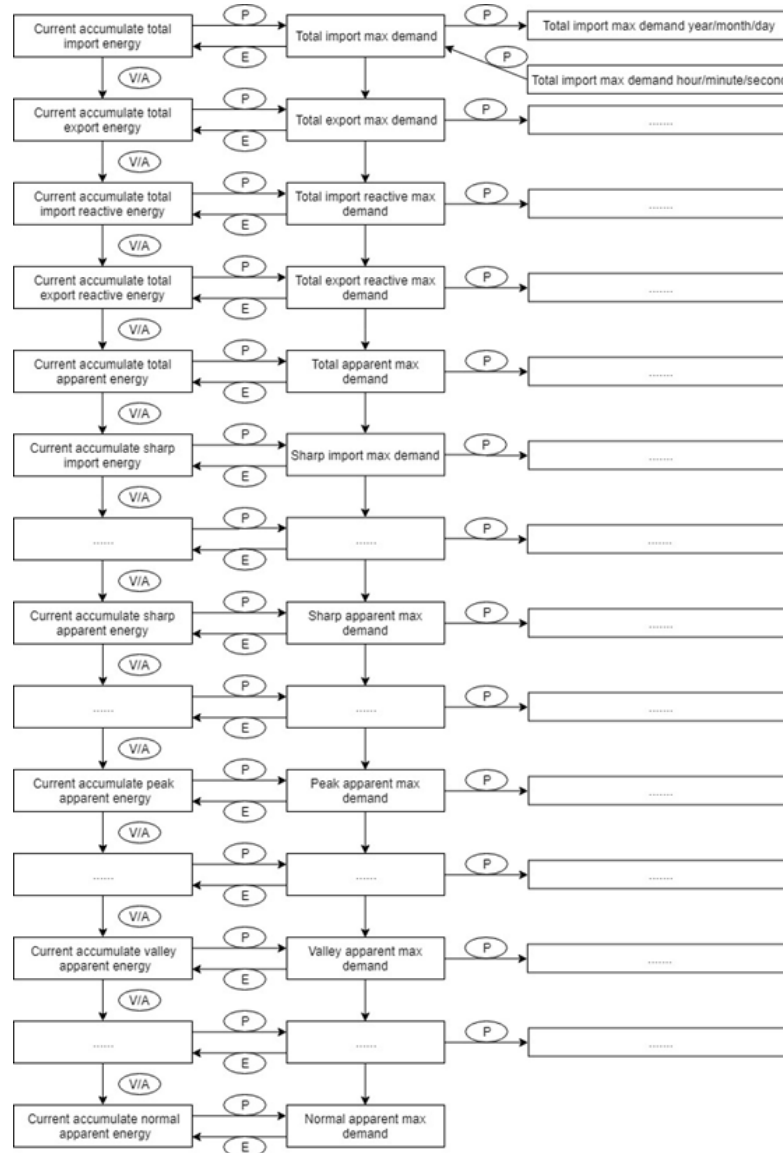 Current accumulate total
import energy
P
E
Total import max demand
P
Total import max demand year/month/day
P
Total import max demand hour/minute/second
V/A
Current accumulate total
export energy
P
E
Total export max demand
P
.......
V/A
Current accumulate total
import reactive energy
P
E
Total import reactive max
demand
P
.......
V/A
Current accumulate total
export reactive energy
P
E
Total export reactive max
demand
P
.......
V/A
Current accumulate total
apparent energy
P
E
Total apparent max
demand
P
.......
V/A
Current accumulate sharp
import energy
P
E
Sharp import max demand
P
.......
V/A
......
P
E
......
P
.......
V/A
Current accumulate sharp
apparent energy
P
E
Sharp apparent max
demand
P
.......
V/A
......
P
E
......
P
.......
V/A
Current accumulate peak
apparent energy
P
E
Peak apparent max
demand
P
.......
V/A
......
P
E
......
P
.......
V/A
Current accumulate valley
apparent energy
P
E
Valley apparent max
demand
P
.......
V/A
......
P
E
......
P
.......
V/A
Current accumulate normal
apparent energy
P
E
Normal apparent max
demand